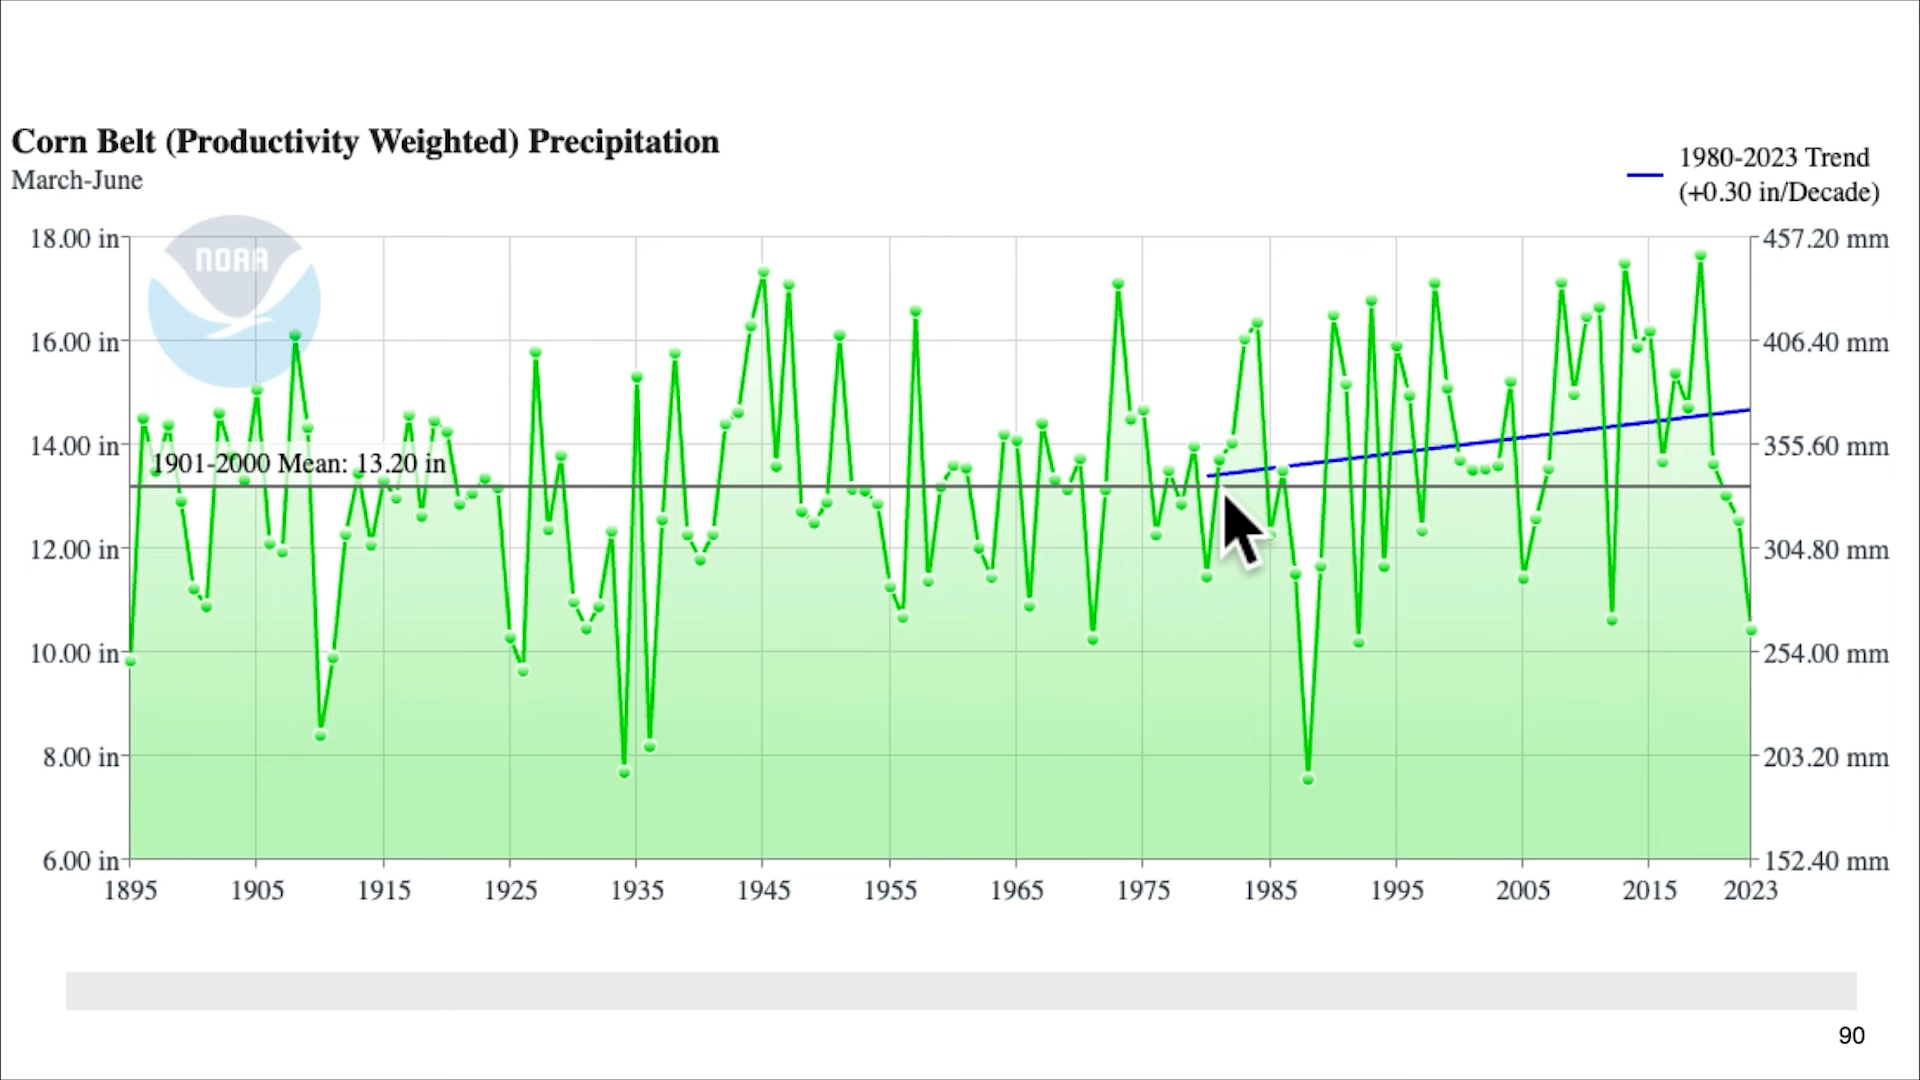 Corn Belt (Productivity Weighted) Precipitation
March-June
1980-2023 Trend
(+0.30 in/Decade)
NOAA
18.00 in
16.00 in
14.00 in
12.00 in
10.00 in
8.00 in
6.00 in
1901-2000 Mean: 13.20 in
457.20 mm
406.40 mm
355.60 mm
304.80 mm
254.00 mm
203.20 mm
152.40 mm
1895 1905 1915 1925 1935 1945 1955 1965 1975 1985 1995 2005 2015 2023
90